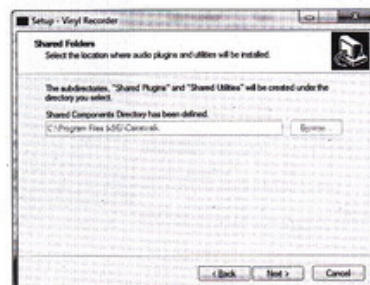 Setup - Vinyl Recorder
Shared Folders
Select the location where audio plugins and utilities will be installed.
The subdirectories, "Shared Plugins" and "Shared Utilities" will be created under the
directory you select.
Shared Components Directory has been defined.
C:\Program Files (x86)\Cakewalk
Browse...
< Back
Next >
Cancel